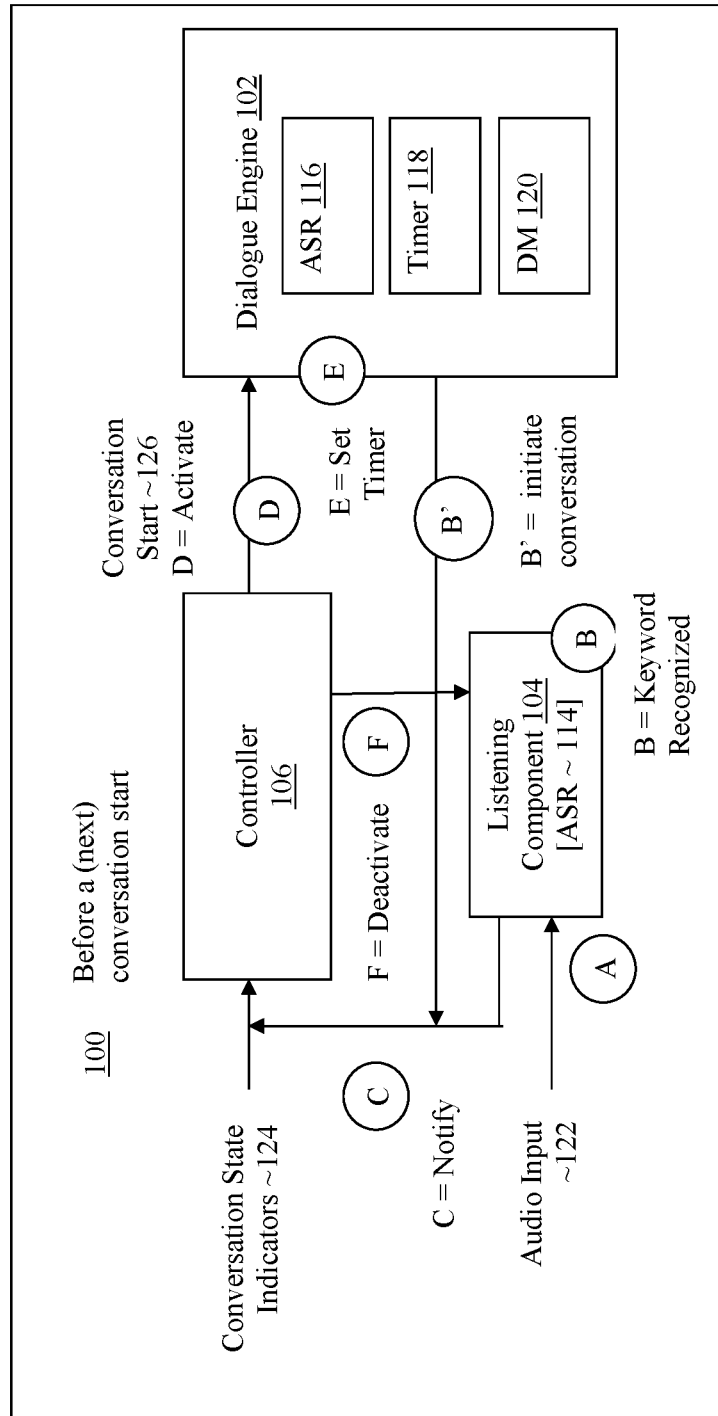 100
Before a (next)
conversation start
Conversation State
Indicators ~124
Controller
106
Conversation
Start ~126
D = Activate
D
Dialogue Engine 102
ASR 116
Timer 118
DM 120
E
E = Set
Timer
F
F = Deactivate
C
C = Notify
B'
B' = initiate
conversation
Listening
Component 104
[ASR ~ 114]
B
B = Keyword
Recognized
A
Audio Input
~122